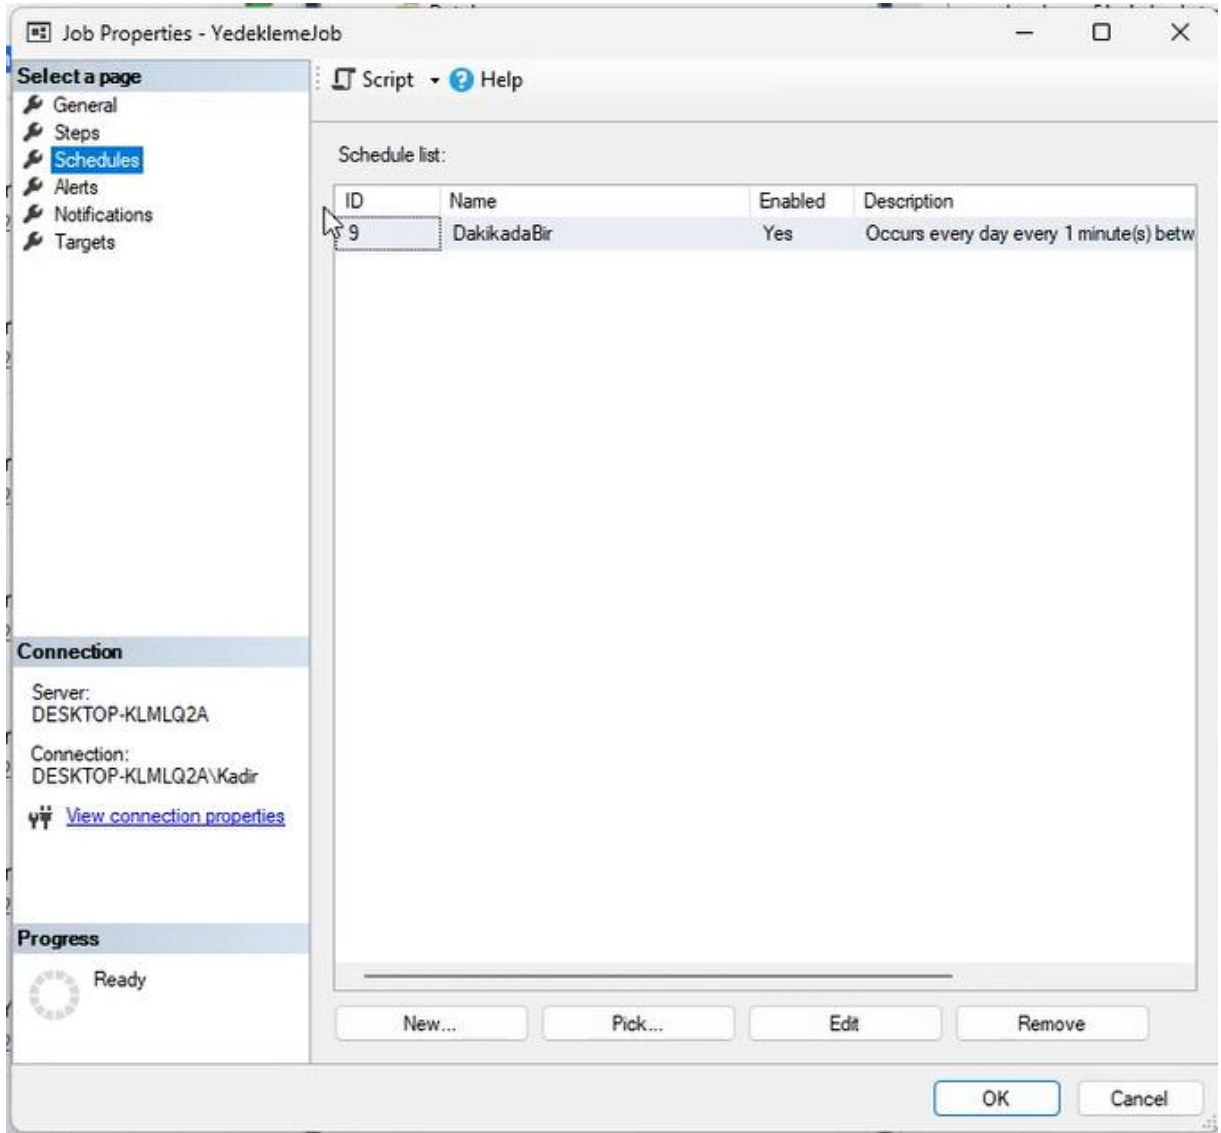 Job Properties - YedeklemeJob
Select a page
General
Steps
Schedules
Alerts
Notifications
Targets
Script
Help
Schedule list:
ID Name Enabled Description
9 DakikadaBir Yes Occurs every day every 1 minute(s) betw
Connection
Server:
DESKTOP-KLMLQ2A
Connection:
DESKTOP-KLMLQ2A\Kadir
View connection properties
Progress
Ready
New... Pick... Edit Remove
OK Cancel